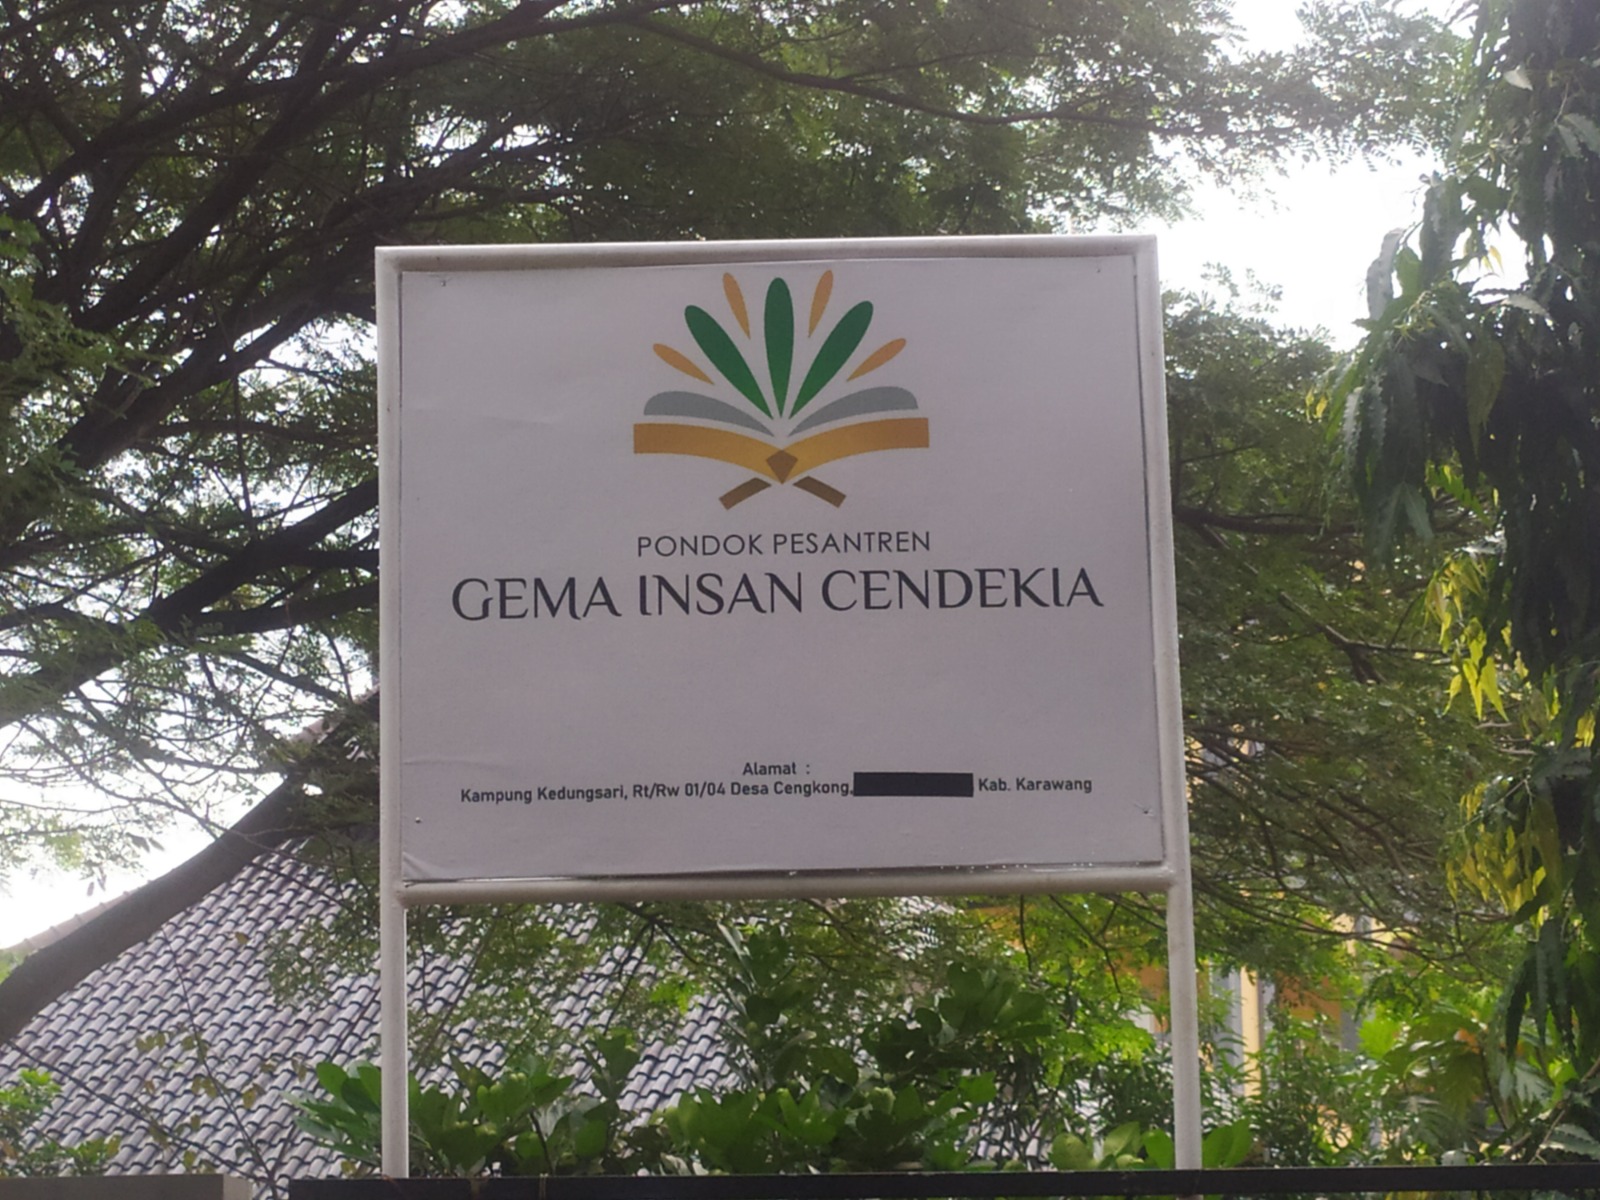 PONDOK PESANTREN
GEMA INSAN CENDEKIA
Alamat :
Kampung Kedungsari, Rt/Rw 01/04 Desa Cengkong, Kab. Karawang